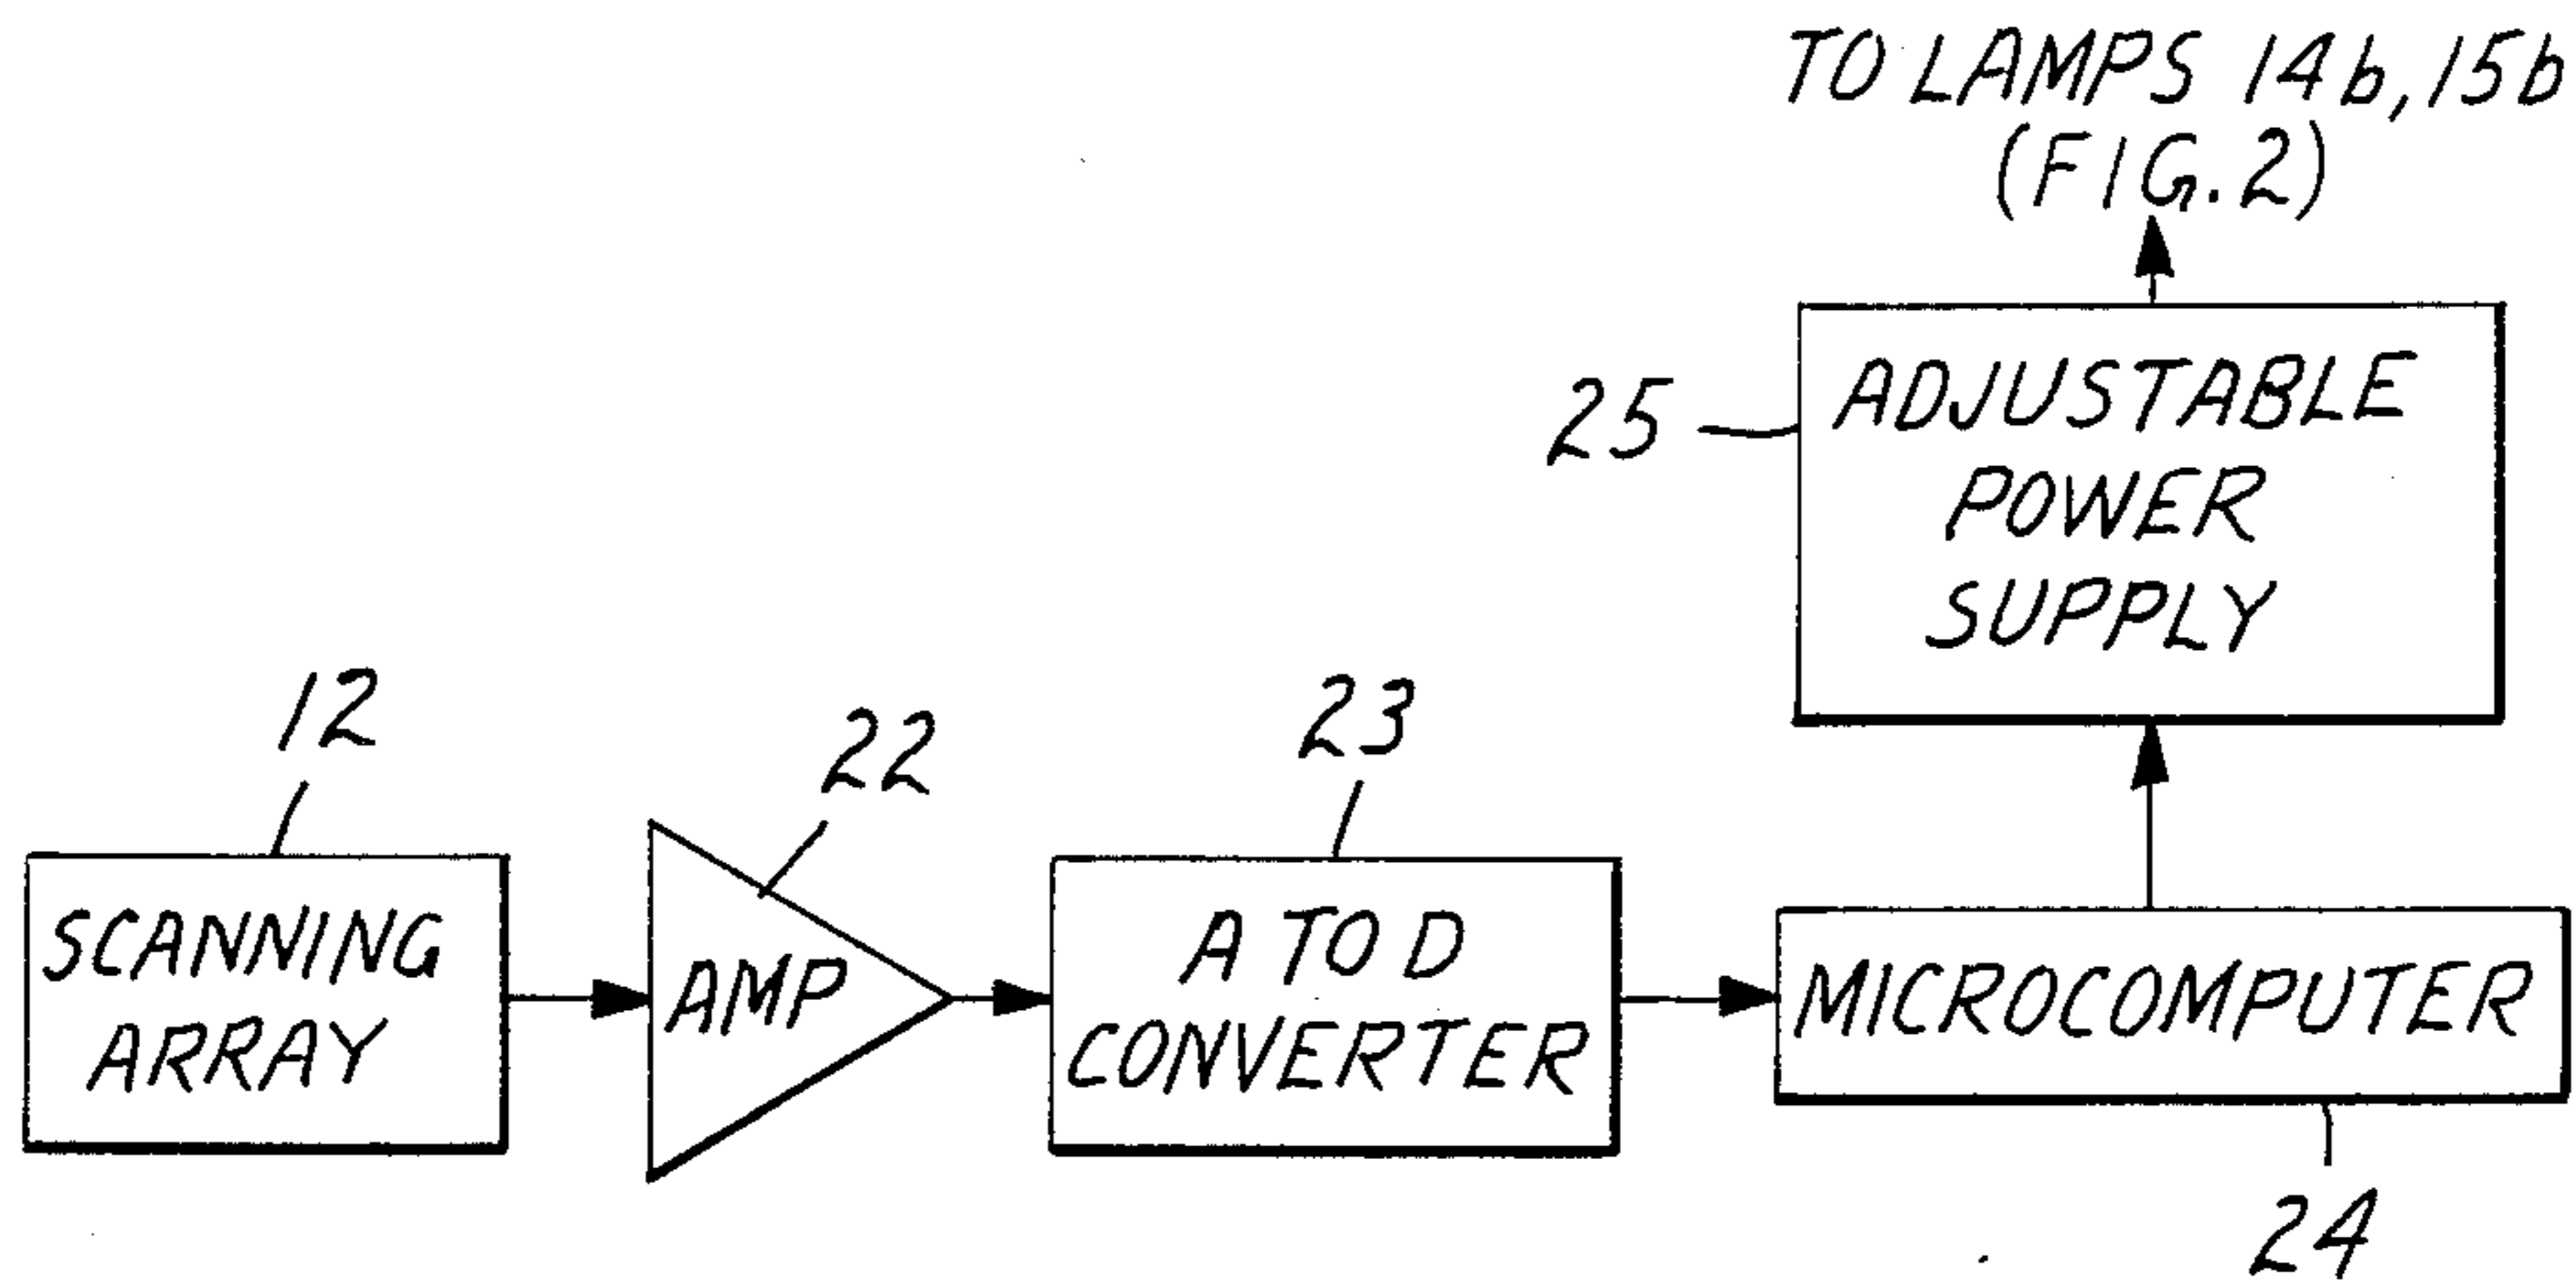 TO LAMPS 14b, 15b
(FIG. 2)
25
ADJUSTABLE
POWER
SUPPLY
12
22
23
SCANNING
ARRAY
AMP
A TO D
CONVERTER
MICROCOMPUTER
24